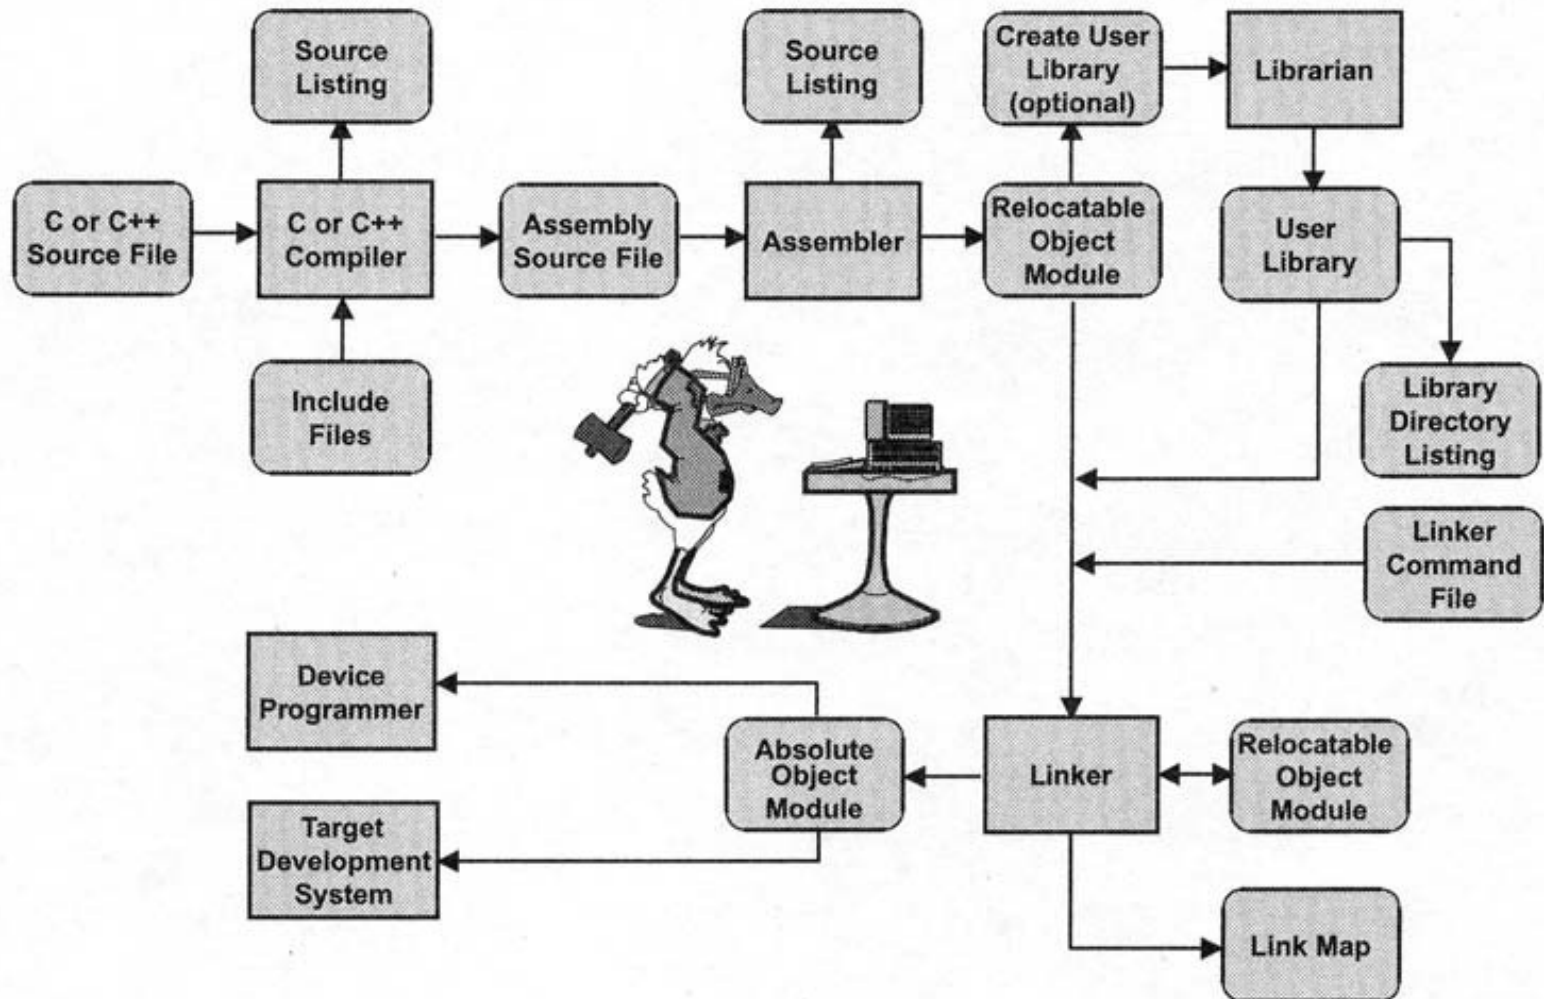 Source
Listing
Source
Listing
Create User
Library
(optional)
Librarian
C or C++
Source File
C or C++
Compiler
Assembly
Source File
Assembler
Relocatable
Object
Module
User
Library
Include
Files
Library
Directory
Listing
Linker
Command
File
Device
Programmer
Absolute
Object
Module
Linker
Relocatable
Object
Module
Target
Development
System
Link Map